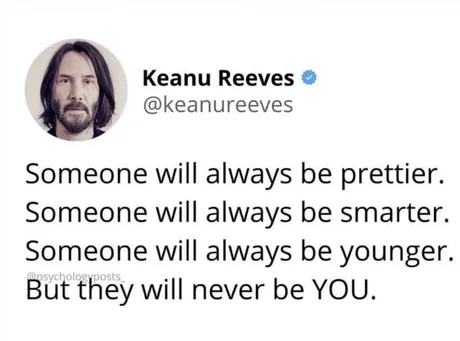 Keanu Reeves
@keanureeves
Someone will always be prettier.
Someone will always be smarter.
Someone will always be younger.
@psychologyposts_
But they will never be YOU.